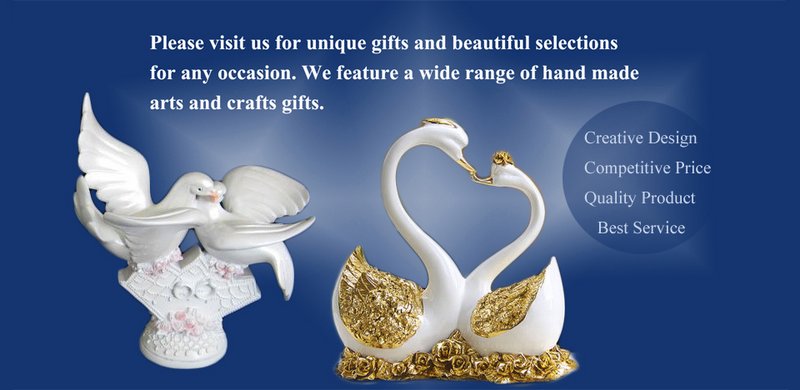 Please visit us for unique gifts and beautiful selections
for any occasion. We feature a wide range of hand made
arts and crafts gifts.
Creative Design
Competitive Price
Quality Product
Best Service